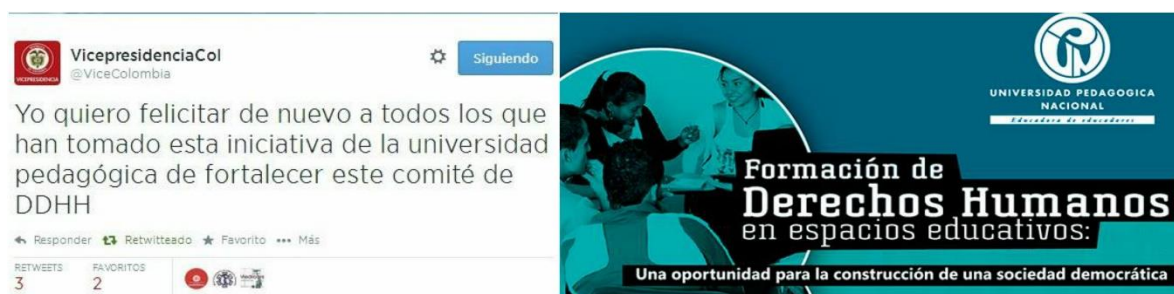 VicepresidenciaCol
@ViceColombia
Siguiendo
Yo quiero felicitar de nuevo a todos los que
han tomado esta iniciativa de la universidad
pedagógica de fortalecer este comité de
DDHH
Responder Retwitteado Favorito ••• Más
RETWEETS FAVORITOS
3 2
UNIVERSIDAD PEDAGOGICA
NACIONAL
Educadora de educadores
Formación de
Derechos Humanos
en espacios educativos:
Una oportunidad para la construcción de una sociedad democrática